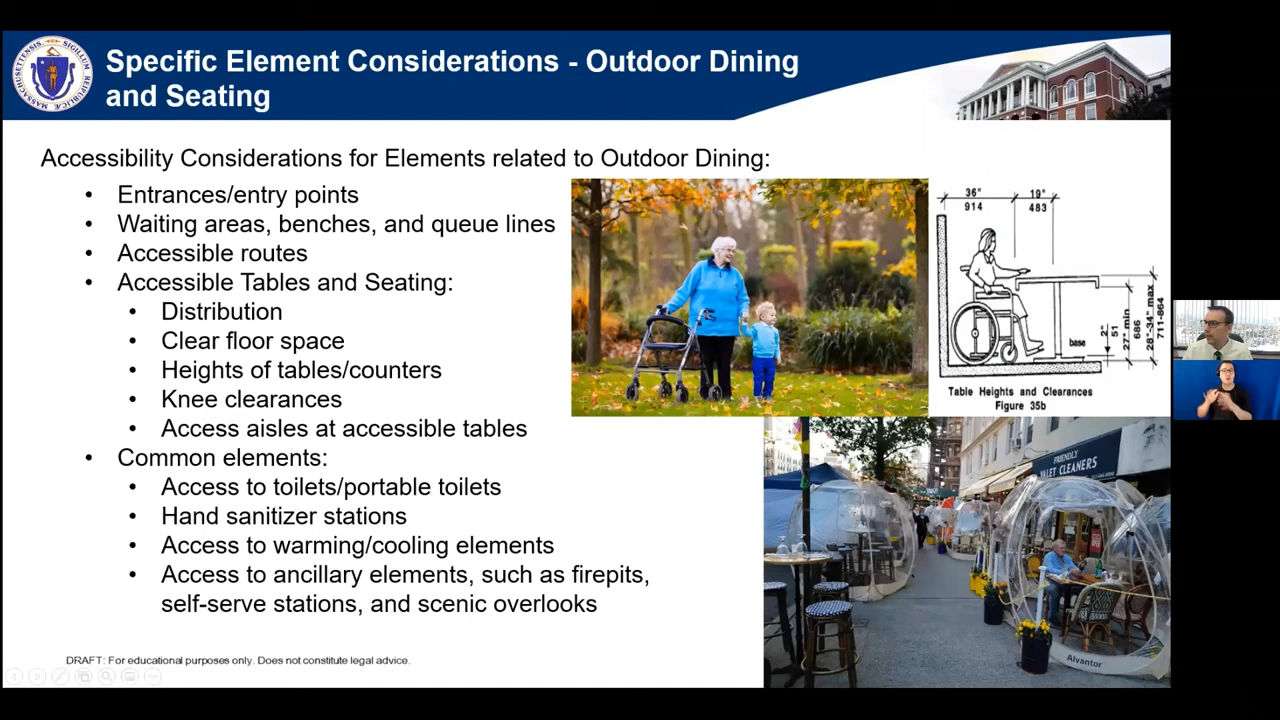 Specific Element Considerations - Outdoor Dining
and Seating
Accessibility Considerations for Elements related to Outdoor Dining:
• Entrances/entry points
• Waiting areas, benches, and queue lines
• Accessible routes
• Accessible Tables and Seating:
• Distribution
• Clear floor space
• Heights of tables/counters
• Knee clearances
• Access aisles at accessible tables
• Common elements:
• Access to toilets/portable toilets
• Hand sanitizer stations
• Access to warming/cooling elements
• Access to ancillary elements, such as firepits,
self-serve stations, and scenic overlooks
DRAFT: For educational purposes only. Does not constitute legal advice.
36" 19"
914 483
base
2"
51
27" min
686
28"-34" max
711-864
Table Heights and Clearances
Figure 35b
FRIENDLY
CLEANERS
Alvantor